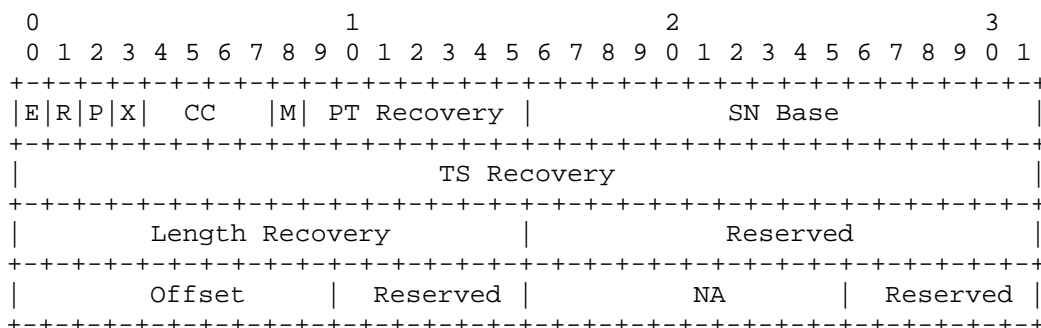 0                   1                   2                   3
 0 1 2 3 4 5 6 7 8 9 0 1 2 3 4 5 6 7 8 9 0 1 2 3 4 5 6 7 8 9 0 1
+-+-+-+-+-+-+-+-+-+-+-+-+-+-+-+-+-+-+-+-+-+-+-+-+-+-+-+-+-+-+-+-+
|E|R|P|X|  CC   |M| PT Recovery |            SN Base            |
+-+-+-+-+-+-+-+-+-+-+-+-+-+-+-+-+-+-+-+-+-+-+-+-+-+-+-+-+-+-+-+-+
|                          TS Recovery                          |
+-+-+-+-+-+-+-+-+-+-+-+-+-+-+-+-+-+-+-+-+-+-+-+-+-+-+-+-+-+-+-+-+
|        Length Recovery        |            Reserved           |
+-+-+-+-+-+-+-+-+-+-+-+-+-+-+-+-+-+-+-+-+-+-+-+-+-+-+-+-+-+-+-+-+
|       Offset      |  Reserved |          NA       |  Reserved |
+-+-+-+-+-+-+-+-+-+-+-+-+-+-+-+-+-+-+-+-+-+-+-+-+-+-+-+-+-+-+-+-+